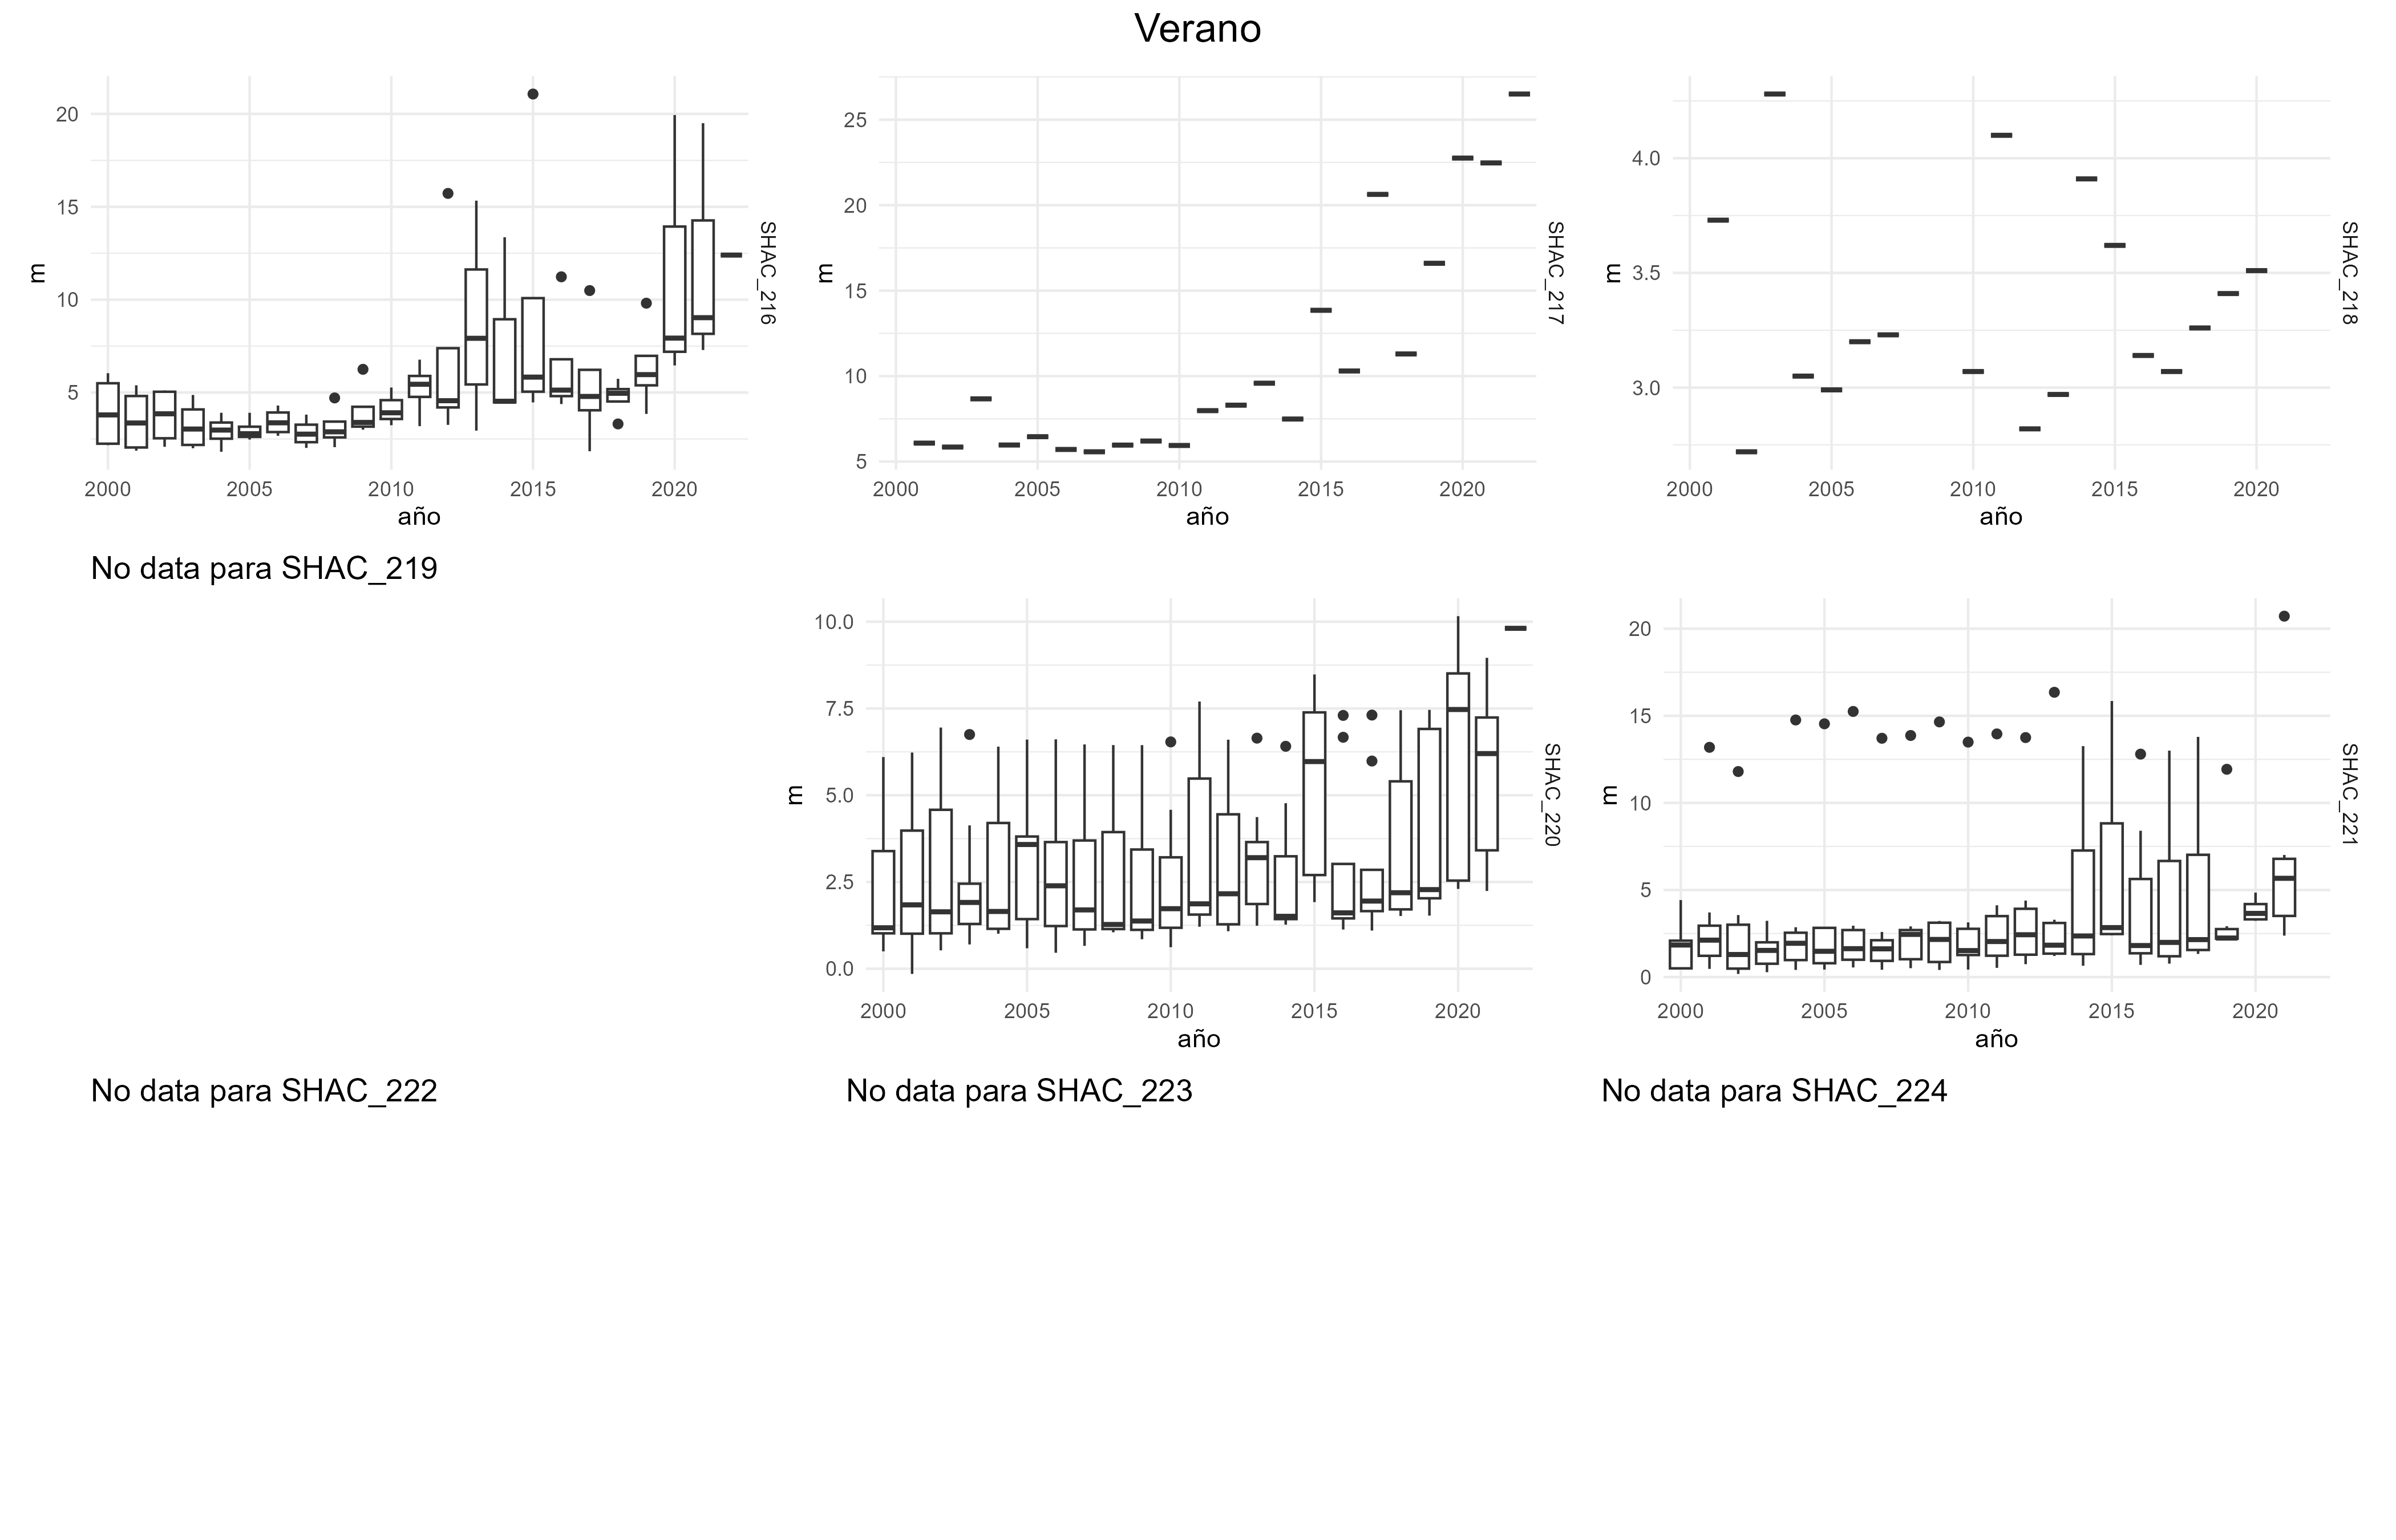 Verano
20
15
10
5
m
2000 2005 2010 2015 2020
año
SHAC_216
25
20
15
10
5
m
2000 2005 2010 2015 2020
año
SHAC_217
4.0
3.5
3.0
m
2000 2005 2010 2015 2020
año
SHAC_218
No data para SHAC_219
10.0
7.5
5.0
2.5
0.0
m
2000 2005 2010 2015 2020
año
SHAC_220
20
15
10
5
0
m
2000 2005 2010 2015 2020
año
SHAC_221
No data para SHAC_222
No data para SHAC_223
No data para SHAC_224